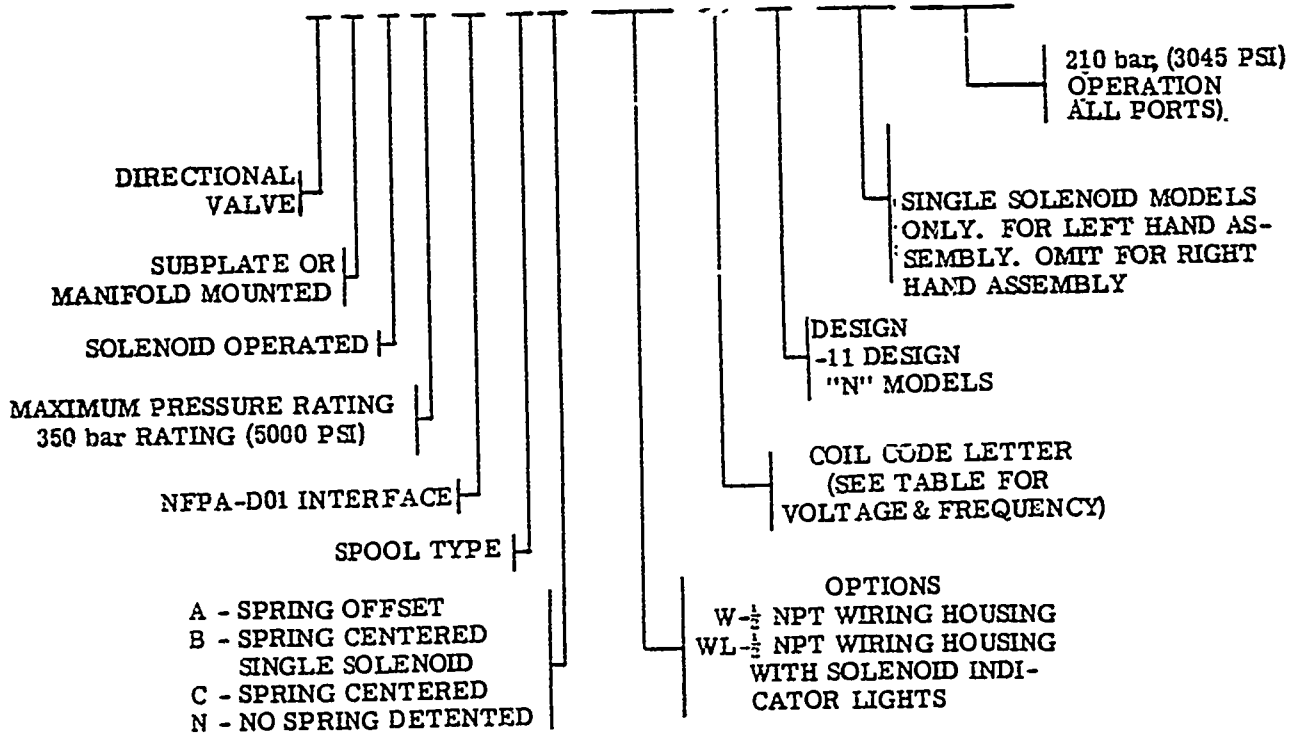 210 bar, (3045 PSI)
OPERATION
ALL PORTS).
DIRECTIONAL
VALVE
SINGLE SOLENOID MODELS
ONLY. FOR LEFT HAND AS-
SEMBLY. OMIT FOR RIGHT
HAND ASSEMBLY
SUBPLATE OR
MANIFOLD MOUNTED
SOLENOID OPERATED
DESIGN
-11 DESIGN
"N" MODELS
MAXIMUM PRESSURE RATING
350 bar RATING (5000 PSI)
COIL CODE LETTER
(SEE TABLE FOR
VOLTAGE & FREQUENCY)
NFPA-D01 INTERFACE
SPOOL TYPE
A - SPRING OFFSET
B - SPRING CENTERED
SINGLE SOLENOID
C - SPRING CENTERED
N - NO SPRING DETENTED
OPTIONS
W-½ NPT WIRING HOUSING
WL-½ NPT WIRING HOUSING
WITH SOLENOID INDI-
CATOR LIGHTS